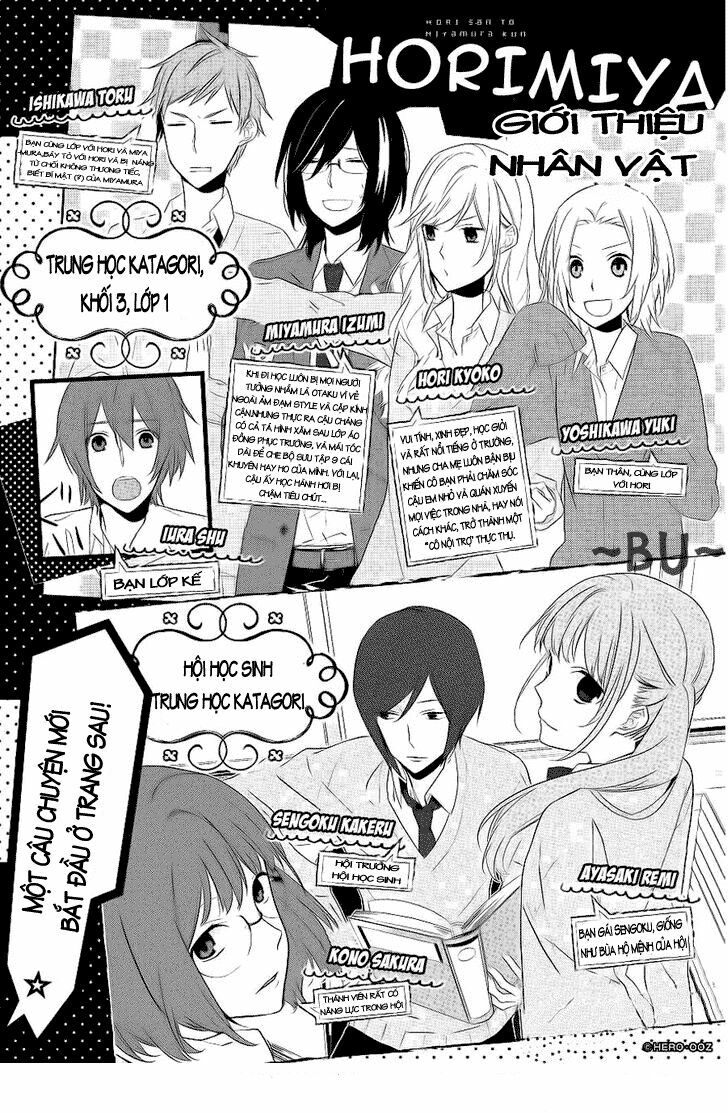 HORI SAN TO
MIYAMURA KUN
HORIMIYA
GIỚI THIỆU
NHÂN VẬT
ISHIKAWA TORU
BẠN CÙNG LỚP VỚI HORI VÀ MIYA
-MURA,BÀY TỎ VỚI HORI VÀ BỊ NÀNG
TỪ CHỐI KHÔNG THƯƠNG TIẾC,
BIẾT BÍ MẬT (?) CỦA MIYAMURA
TRUNG HỌC KATAGORI,
KHỐI 3, LỚP 1
MIYAMURA IZUMI
KHI ĐI HỌC LUÔN BỊ MỌI NGƯỜI
TƯỞNG NHẦM LÀ OTAKU VÌ VẺ
NGOÀI ẢM ĐẠM STYLE VÀ CẶP KÍNH
CẬN,NHƯNG THỰC RA CẬU CHÀNG
CÓ CẢ TÁ HÌNH XĂM SAU LỚP ÁO
ĐỒNG PHỤC TRƯỜNG, VÀ MÁI TÓC
DÀI ĐỂ CHE BỘ SƯU TẬP 9 CÁI
KHUYÊN HAY HO CỦA MÌNH. VỚI LẠI,
CẬU ẤY HỌC HÀNH HƠI BỊ
CHẬM TIÊU CHÚT...
HORI KYOKO
VUI TÍNH, XINH ĐẸP, HỌC GIỎI
VÀ RẤT NỔI TIẾNG Ở TRƯỜNG,
NHƯNG CHA MẸ LUÔN BẬN BỊU
KHIẾN CÔ BẠN PHẢI CHĂM SÓC
CẬU EM NHỎ VÀ QUÁN XUYẾN
MỌI VIỆC TRONG NHÀ, HAY NÓI
CÁCH KHÁC, TRỞ THÀNH MỘT
"CÔ NỘI TRỢ" THỰC THỤ.
YOSHIKAWA YUKI
BẠN THÂN, CÙNG LỚP
VỚI HORI
IURA SHU
BẠN LỚP KẾ
~BU~
HỘI HỌC SINH
TRUNG HỌC KATAGORI
MỘT CÂU CHUYỆN MỚI
BẮT ĐẦU Ở TRANG SAU!
SENGOKU KAKERU
HỘI TRƯỞNG
HỘI HỌC SINH
AYASAKI REMI
BẠN GÁI SENGOKU, GIỐNG
NHƯ BÙA HỘ MỆNH CỦA HỘI
KONO SAKURA
THÀNH VIÊN RẤT CÓ
NĂNG LỰC TRONG HỘI
©HERO·OOZ